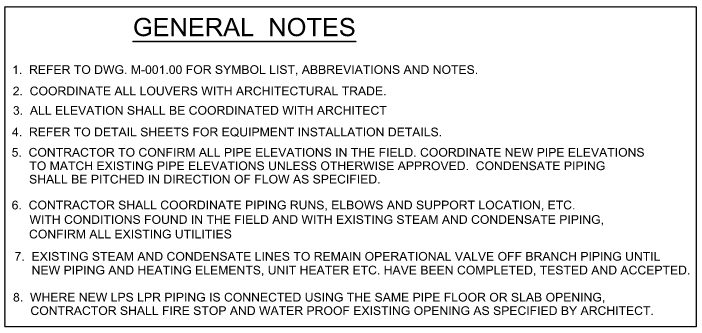 GENERAL NOTES
1. REFER TO DWG. M-001.00 FOR SYMBOL LIST, ABBREVIATIONS AND NOTES.
2. COORDINATE ALL LOUVERS WITH ARCHITECTURAL TRADE.
3. ALL ELEVATION SHALL BE COORDINATED WITH ARCHITECT
4. REFER TO DETAIL SHEETS FOR EQUIPMENT INSTALLATION DETAILS.
5. CONTRACTOR TO CONFIRM ALL PIPE ELEVATIONS IN THE FIELD. COORDINATE NEW PIPE ELEVATIONS
TO MATCH EXISTING PIPE ELEVATIONS UNLESS OTHERWISE APPROVED. CONDENSATE PIPING
SHALL BE PITCHED IN DIRECTION OF FLOW AS SPECIFIED.
6. CONTRACTOR SHALL COORDINATE PIPING RUNS, ELBOWS AND SUPPORT LOCATION, ETC.
WITH CONDITIONS FOUND IN THE FIELD AND WITH EXISTING STEAM AND CONDENSATE PIPING,
CONFIRM ALL EXISTING UTILITIES
7. EXISTING STEAM AND CONDENSATE LINES TO REMAIN OPERATIONAL VALVE OFF BRANCH PIPING UNTIL
NEW PIPING AND HEATING ELEMENTS, UNIT HEATER ETC. HAVE BEEN COMPLETED, TESTED AND ACCEPTED.
8. WHERE NEW LPS LPR PIPING IS CONNECTED USING THE SAME PIPE FLOOR OR SLAB OPENING,
CONTRACTOR SHALL FIRE STOP AND WATER PROOF EXISTING OPENING AS SPECIFIED BY ARCHITECT.